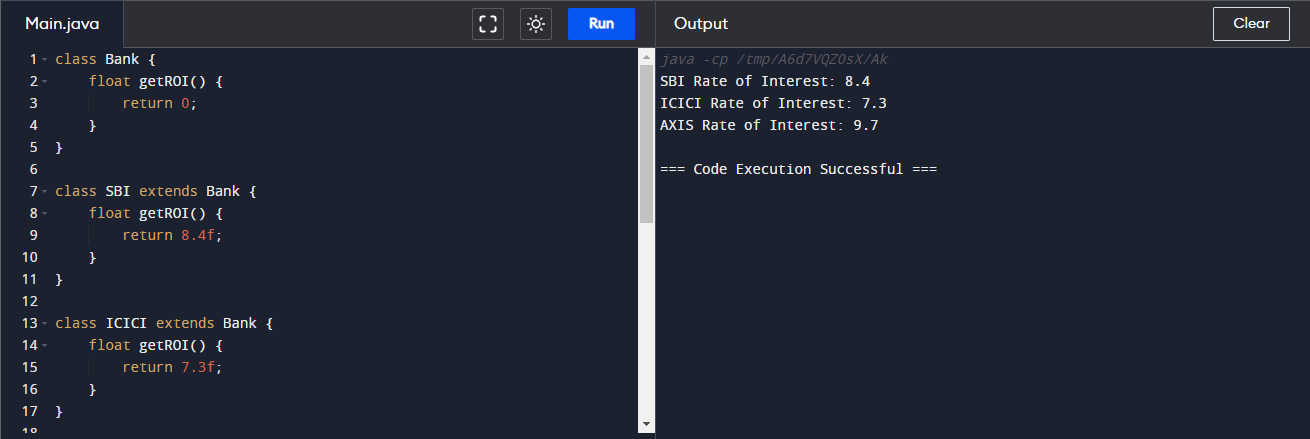 Main.java
Run
Output
Clear
1 class Bank {
2     float getROI() {
3         return 0;
4     }
5 }
6
7 class SBI extends Bank {
8     float getROI() {
9         return 8.4f;
10     }
11 }
12
13 class ICICI extends Bank {
14     float getROI() {
15         return 7.3f;
16     }
17 }
18
java -cp /tmp/A6d7VQZ0sX/Ak
SBI Rate of Interest: 8.4
ICICI Rate of Interest: 7.3
AXIS Rate of Interest: 9.7
=== Code Execution Successful ===